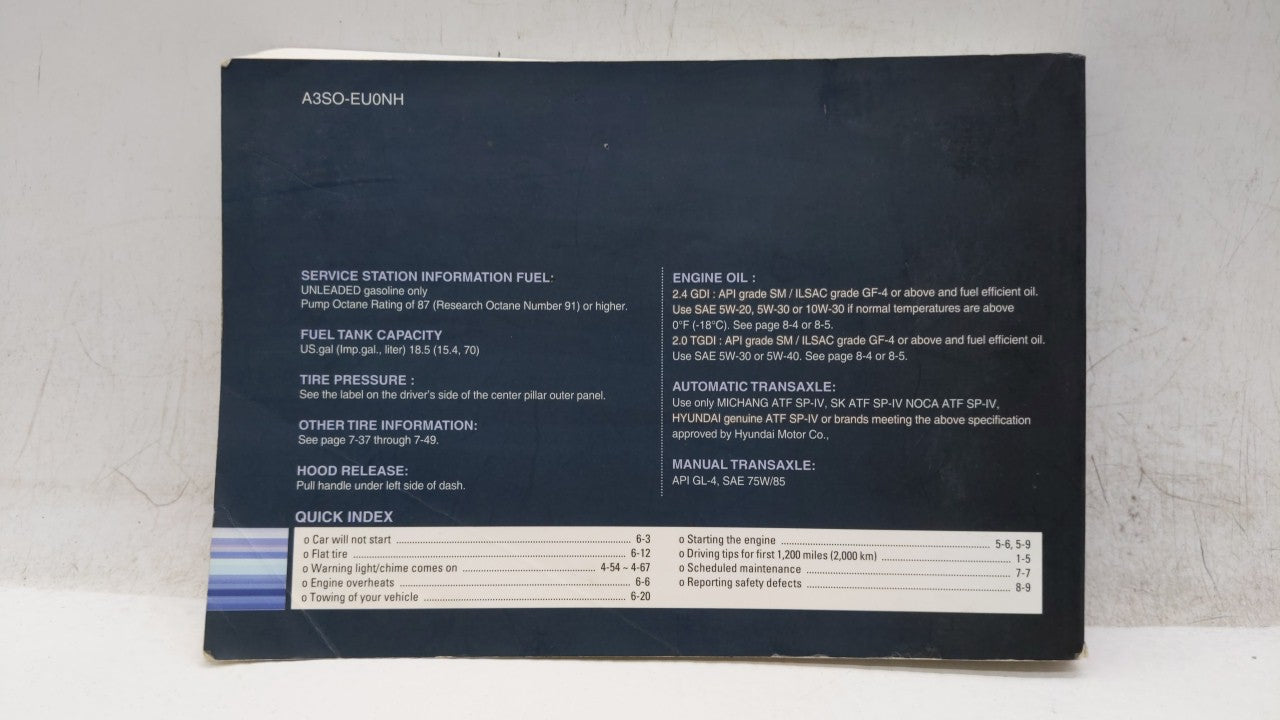 A3SO-EU0NH
SERVICE STATION INFORMATION FUEL:
UNLEADED gasoline only
Pump Octane Rating of 87 (Research Octane Number 91) or higher.
FUEL TANK CAPACITY
US.gal (Imp.gal., liter) 18.5 (15.4, 70)
TIRE PRESSURE :
See the label on the driver's side of the center pillar outer panel.
OTHER TIRE INFORMATION:
See page 7-37 through 7-49.
HOOD RELEASE:
Pull handle under left side of dash.
ENGINE OIL :
2.4 GDI : API grade SM / ILSAC grade GF-4 or above and fuel efficient oil.
Use SAE 5W-20, 5W-30 or 10W-30 if normal temperatures are above
0°F (-18°C). See page 8-4 or 8-5.
2.0 TGDI : API grade SM / ILSAC grade GF-4 or above and fuel efficient oil.
Use SAE 5W-30 or 5W-40. See page 8-4 or 8-5.
AUTOMATIC TRANSAXLE:
Use only MICHANG ATF SP-IV, SK ATF SP-IV NOCA ATF SP-IV,
HYUNDAI genuine ATF SP-IV or brands meeting the above specification
approved by Hyundai Motor Co.,
MANUAL TRANSAXLE:
API GL-4, SAE 75W/85
QUICK INDEX
o Car will not start 6-3
o Flat tire 6-12
o Warning light/chime comes on 4-54 ~ 4-67
o Engine overheats 6-6
o Towing of your vehicle 6-20
o Starting the engine 5-6, 5-9
o Driving tips for first 1,200 miles (2,000 km) 1-5
o Scheduled maintenance 7-7
o Reporting safety defects 8-9